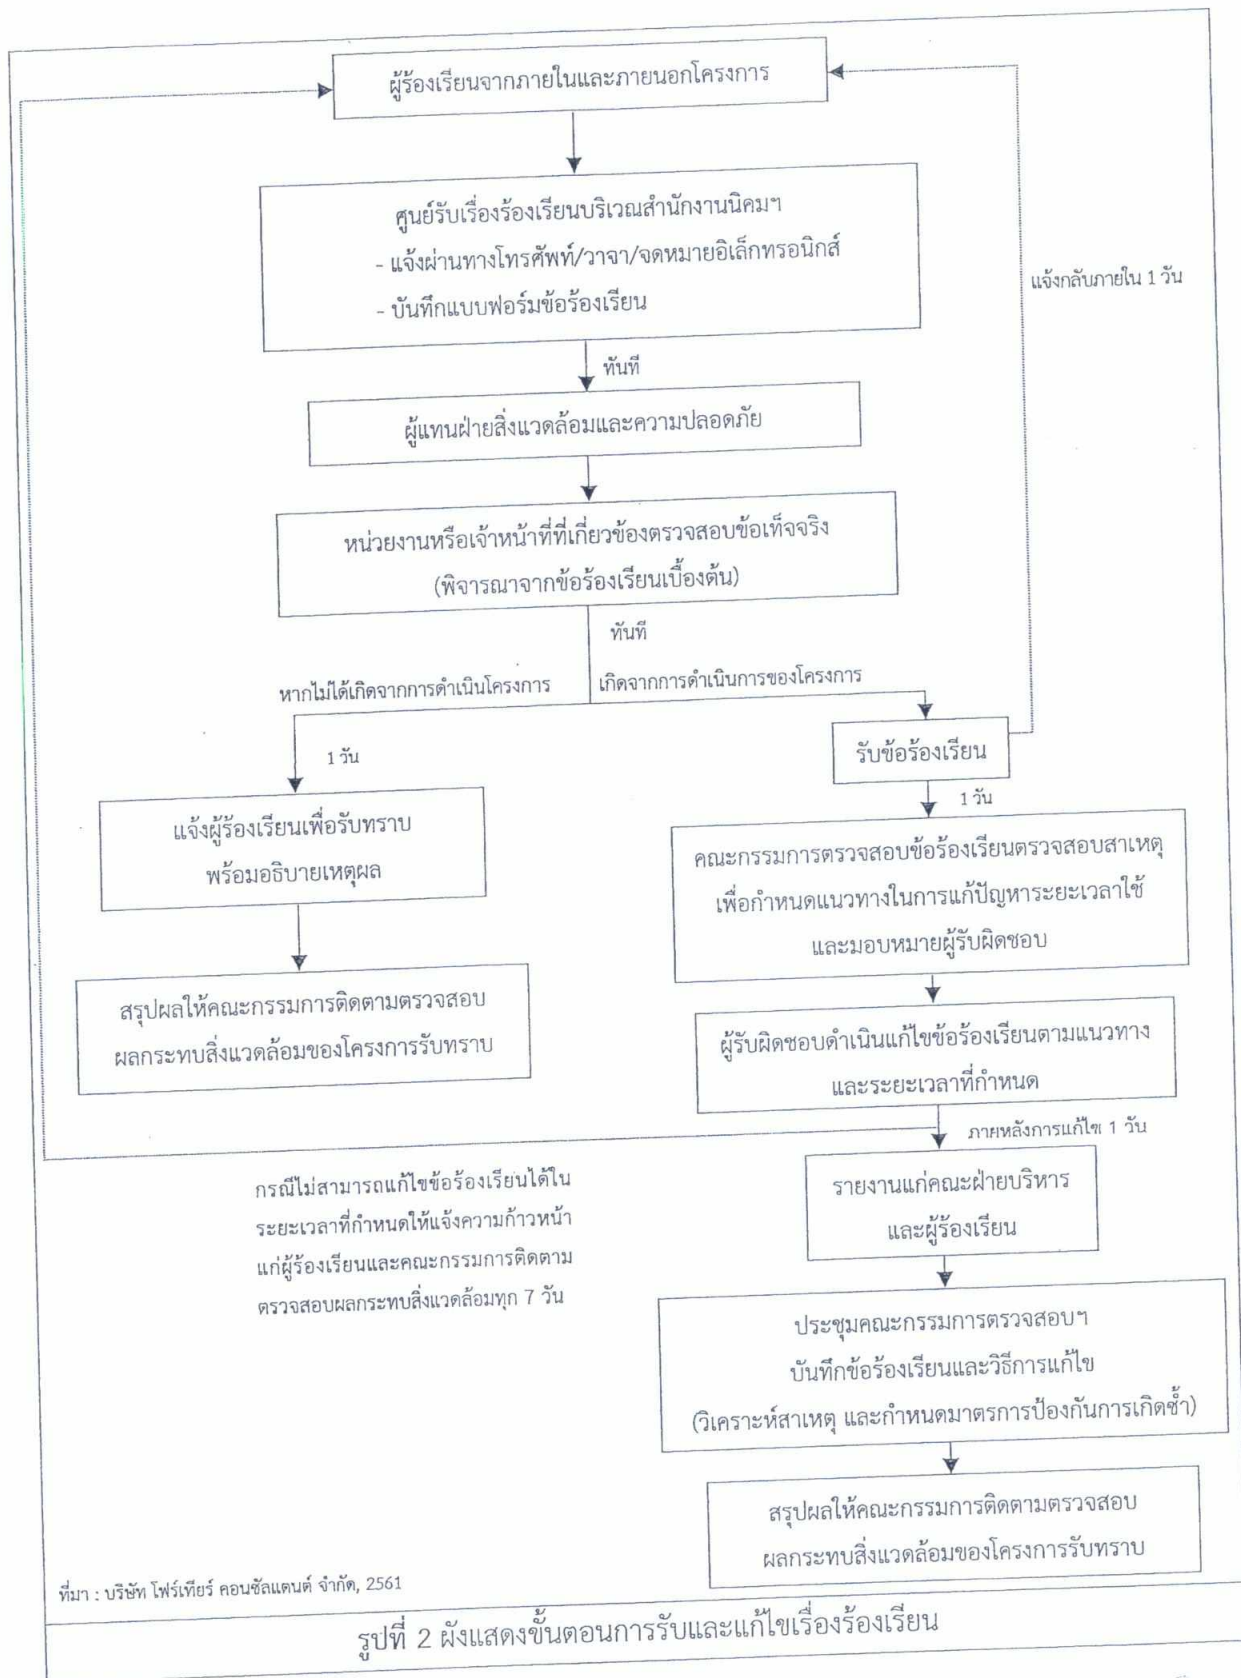 ผู้ร้องเรียนจากภายในและภายนอกโครงการ
ศูนย์รับเรื่องร้องเรียนบริเวณสำนักงานนิคมฯ
- แจ้งผ่านทางโทรศัพท์/วาจา/จดหมายอิเล็กทรอนิกส์
- บันทึกแบบฟอร์มข้อร้องเรียน
แจ้งกลับภายใน 1 วัน
ทันที
ผู้แทนฝ่ายสิ่งแวดล้อมและความปลอดภัย
หน่วยงานหรือเจ้าหน้าที่ที่เกี่ยวข้องตรวจสอบข้อเท็จจริง
(พิจารณาจากข้อร้องเรียนเบื้องต้น)
ทันที
หากไม่ได้เกิดจากการดำเนินโครงการ
เกิดจากการดำเนินการของโครงการ
1 วัน
แจ้งผู้ร้องเรียนเพื่อรับทราบ
พร้อมอธิบายเหตุผล
สรุปผลให้คณะกรรมการติดตามตรวจสอบ
ผลกระทบสิ่งแวดล้อมของโครงการรับทราบ
รับข้อร้องเรียน
1 วัน
คณะกรรมการตรวจสอบข้อร้องเรียนตรวจสอบสาเหตุ
เพื่อกำหนดแนวทางในการแก้ปัญหาระยะเวลาใช้
และมอบหมายผู้รับผิดชอบ
ผู้รับผิดชอบดำเนินแก้ไขข้อร้องเรียนตามแนวทาง
และระยะเวลาที่กำหนด
ภายหลังการแก้ไข 1 วัน
กรณีไม่สามารถแก้ไขข้อร้องเรียนได้ใน
ระยะเวลาที่กำหนดให้แจ้งความก้าวหน้า
แก่ผู้ร้องเรียนและคณะกรรมการติดตาม
ตรวจสอบผลกระทบสิ่งแวดล้อมทุก 7 วัน
รายงานแก่คณะฝ่ายบริหาร
และผู้ร้องเรียน
ประชุมคณะกรรมการตรวจสอบฯ
บันทึกข้อร้องเรียนและวิธีการแก้ไข
(วิเคราะห์สาเหตุ และกำหนดมาตรการป้องกันการเกิดซ้ำ)
สรุปผลให้คณะกรรมการติดตามตรวจสอบ
ผลกระทบสิ่งแวดล้อมของโครงการรับทราบ
ที่มา : บริษัท โฟร์เทียร์ คอนซัลแตนต์ จำกัด, 2561
รูปที่ 2 ผังแสดงขั้นตอนการรับและแก้ไขเรื่องร้องเรียน